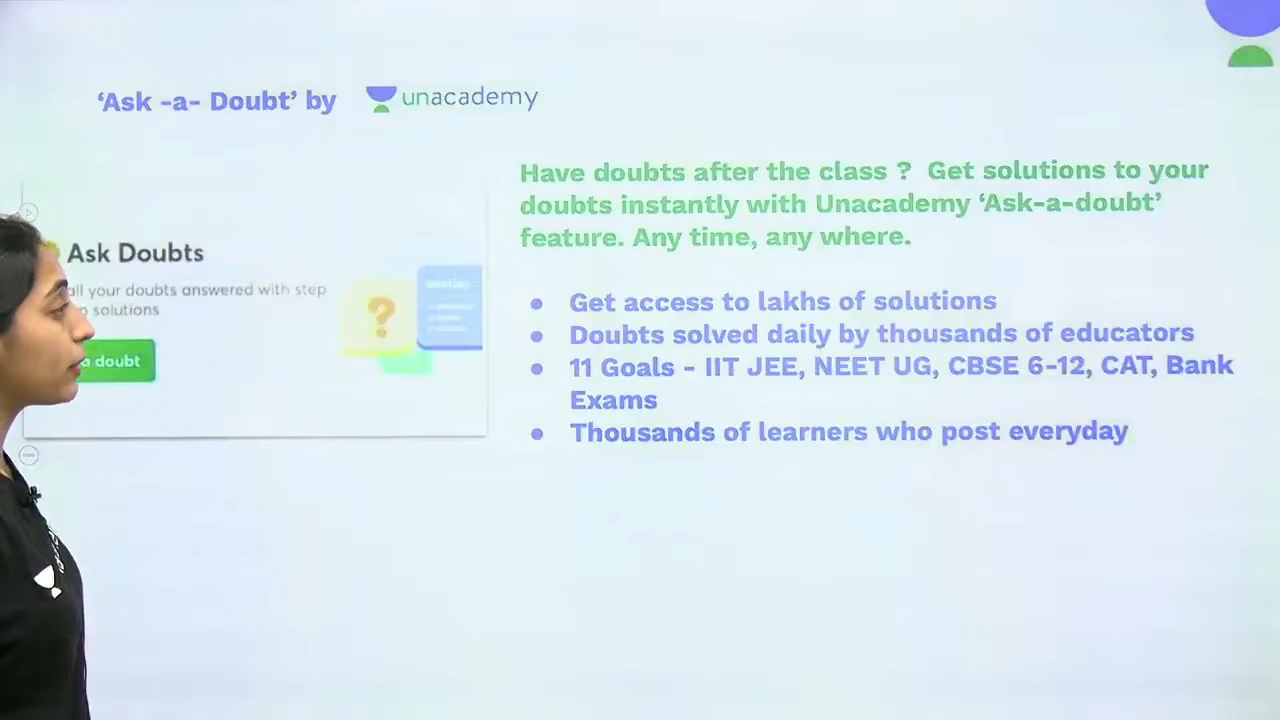 ‘Ask -a- Doubt’ by unacademy
Have doubts after the class ? Get solutions to your
doubts instantly with Unacademy ‘Ask-a-doubt’
feature. Any time, any where.
Ask Doubts
all your doubts answered with step
solutions
a doubt
?
• Get access to lakhs of solutions
• Doubts solved daily by thousands of educators
• 11 Goals - IIT JEE, NEET UG, CBSE 6-12, CAT, Bank
Exams
• Thousands of learners who post everyday